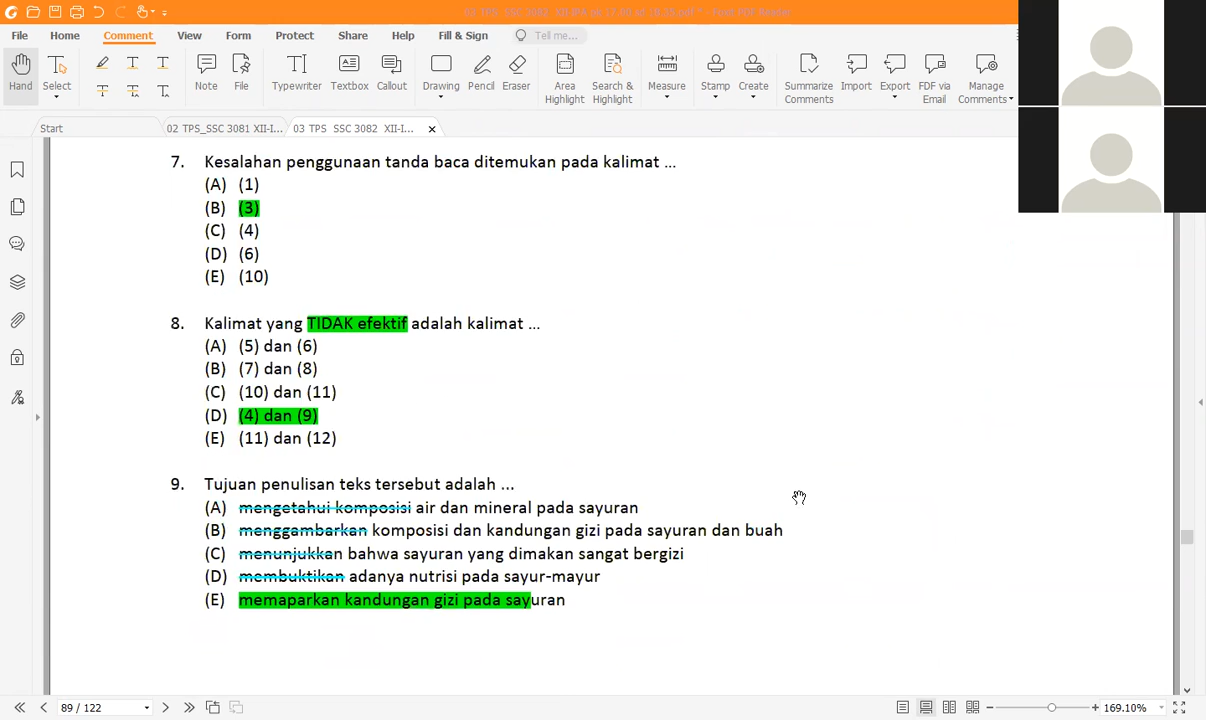 03 TPS_SSC 3082_XII-IPA
File Home Comment View Form Protect Share Help Fill & Sign Tell me...
Hand Select Note File Typewriter Textbox Callout Drawing Pencil Eraser Area Highlight Search & Highlight Measure Stamp Create Summarize Comments Import Export FDF via Email Manage Comments
Start 02 TPS_SSC 3081 XII-I... 03 TPS SSC 3082 XII-I...
7. Kesalahan penggunaan tanda baca ditemukan pada kalimat ...
(A) (1)
(B) (3)
(C) (4)
(D) (6)
(E) (10)
8. Kalimat yang TIDAK efektif adalah kalimat ...
(A) (5) dan (6)
(B) (7) dan (8)
(C) (10) dan (11)
(D) (4) dan (9)
(E) (11) dan (12)
9. Tujuan penulisan teks tersebut adalah ...
(A) mengetahui komposisi air dan mineral pada sayuran
(B) menggambarkan komposisi dan kandungan gizi pada sayuran dan buah
(C) menunjukkan bahwa sayuran yang dimakan sangat bergizi
(D) membuktikan adanya nutrisi pada sayur-mayur
(E) memaparkan kandungan gizi pada sayuran
89 / 122 169.10%